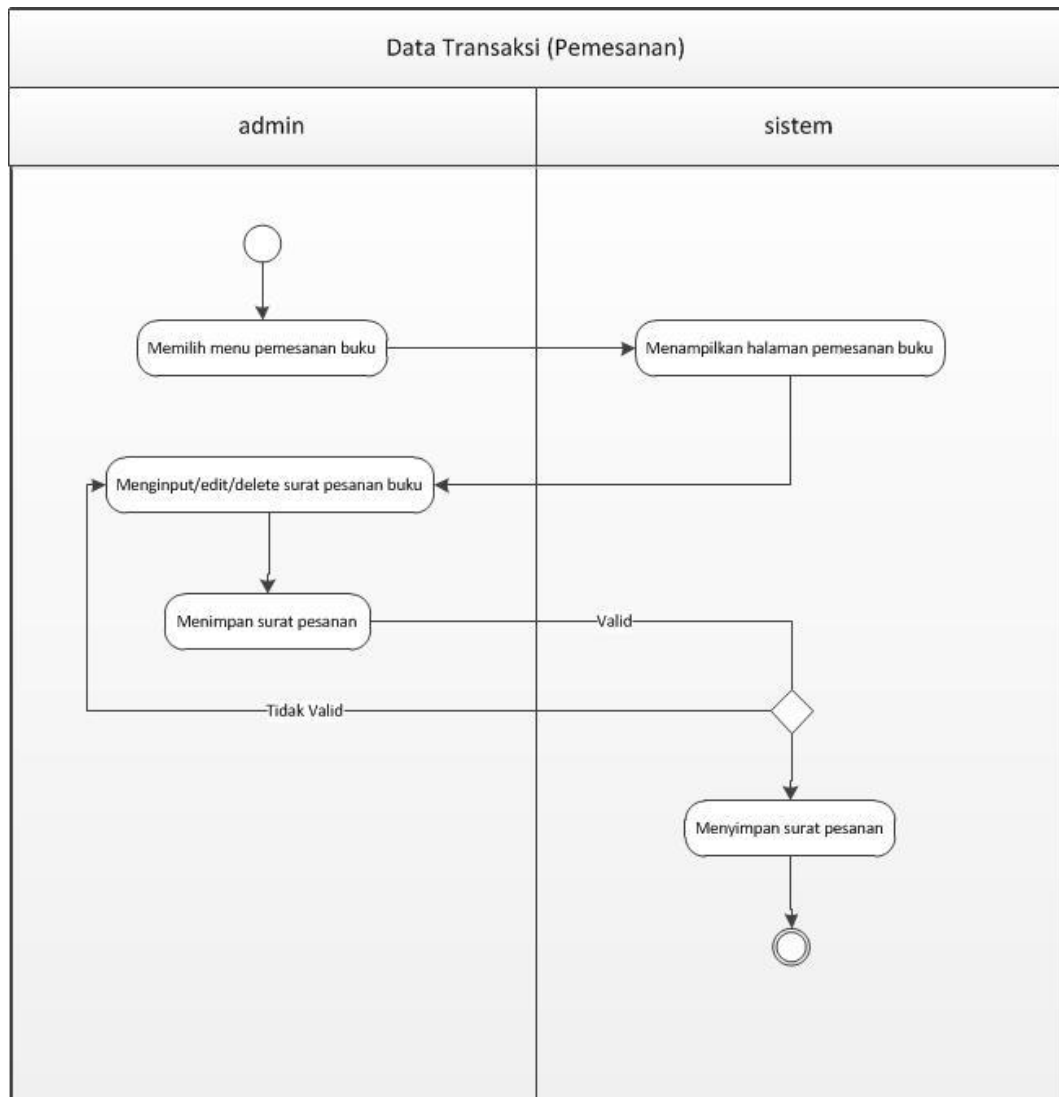 Data Transaksi (Pemesanan)
admin
sistem
Memilih menu pemesanan buku
Menampilkan halaman pemesanan buku
Menginput/edit/delete surat pesanan buku
Menimpan surat pesanan
Valid
Tidak Valid
Menyimpan surat pesanan